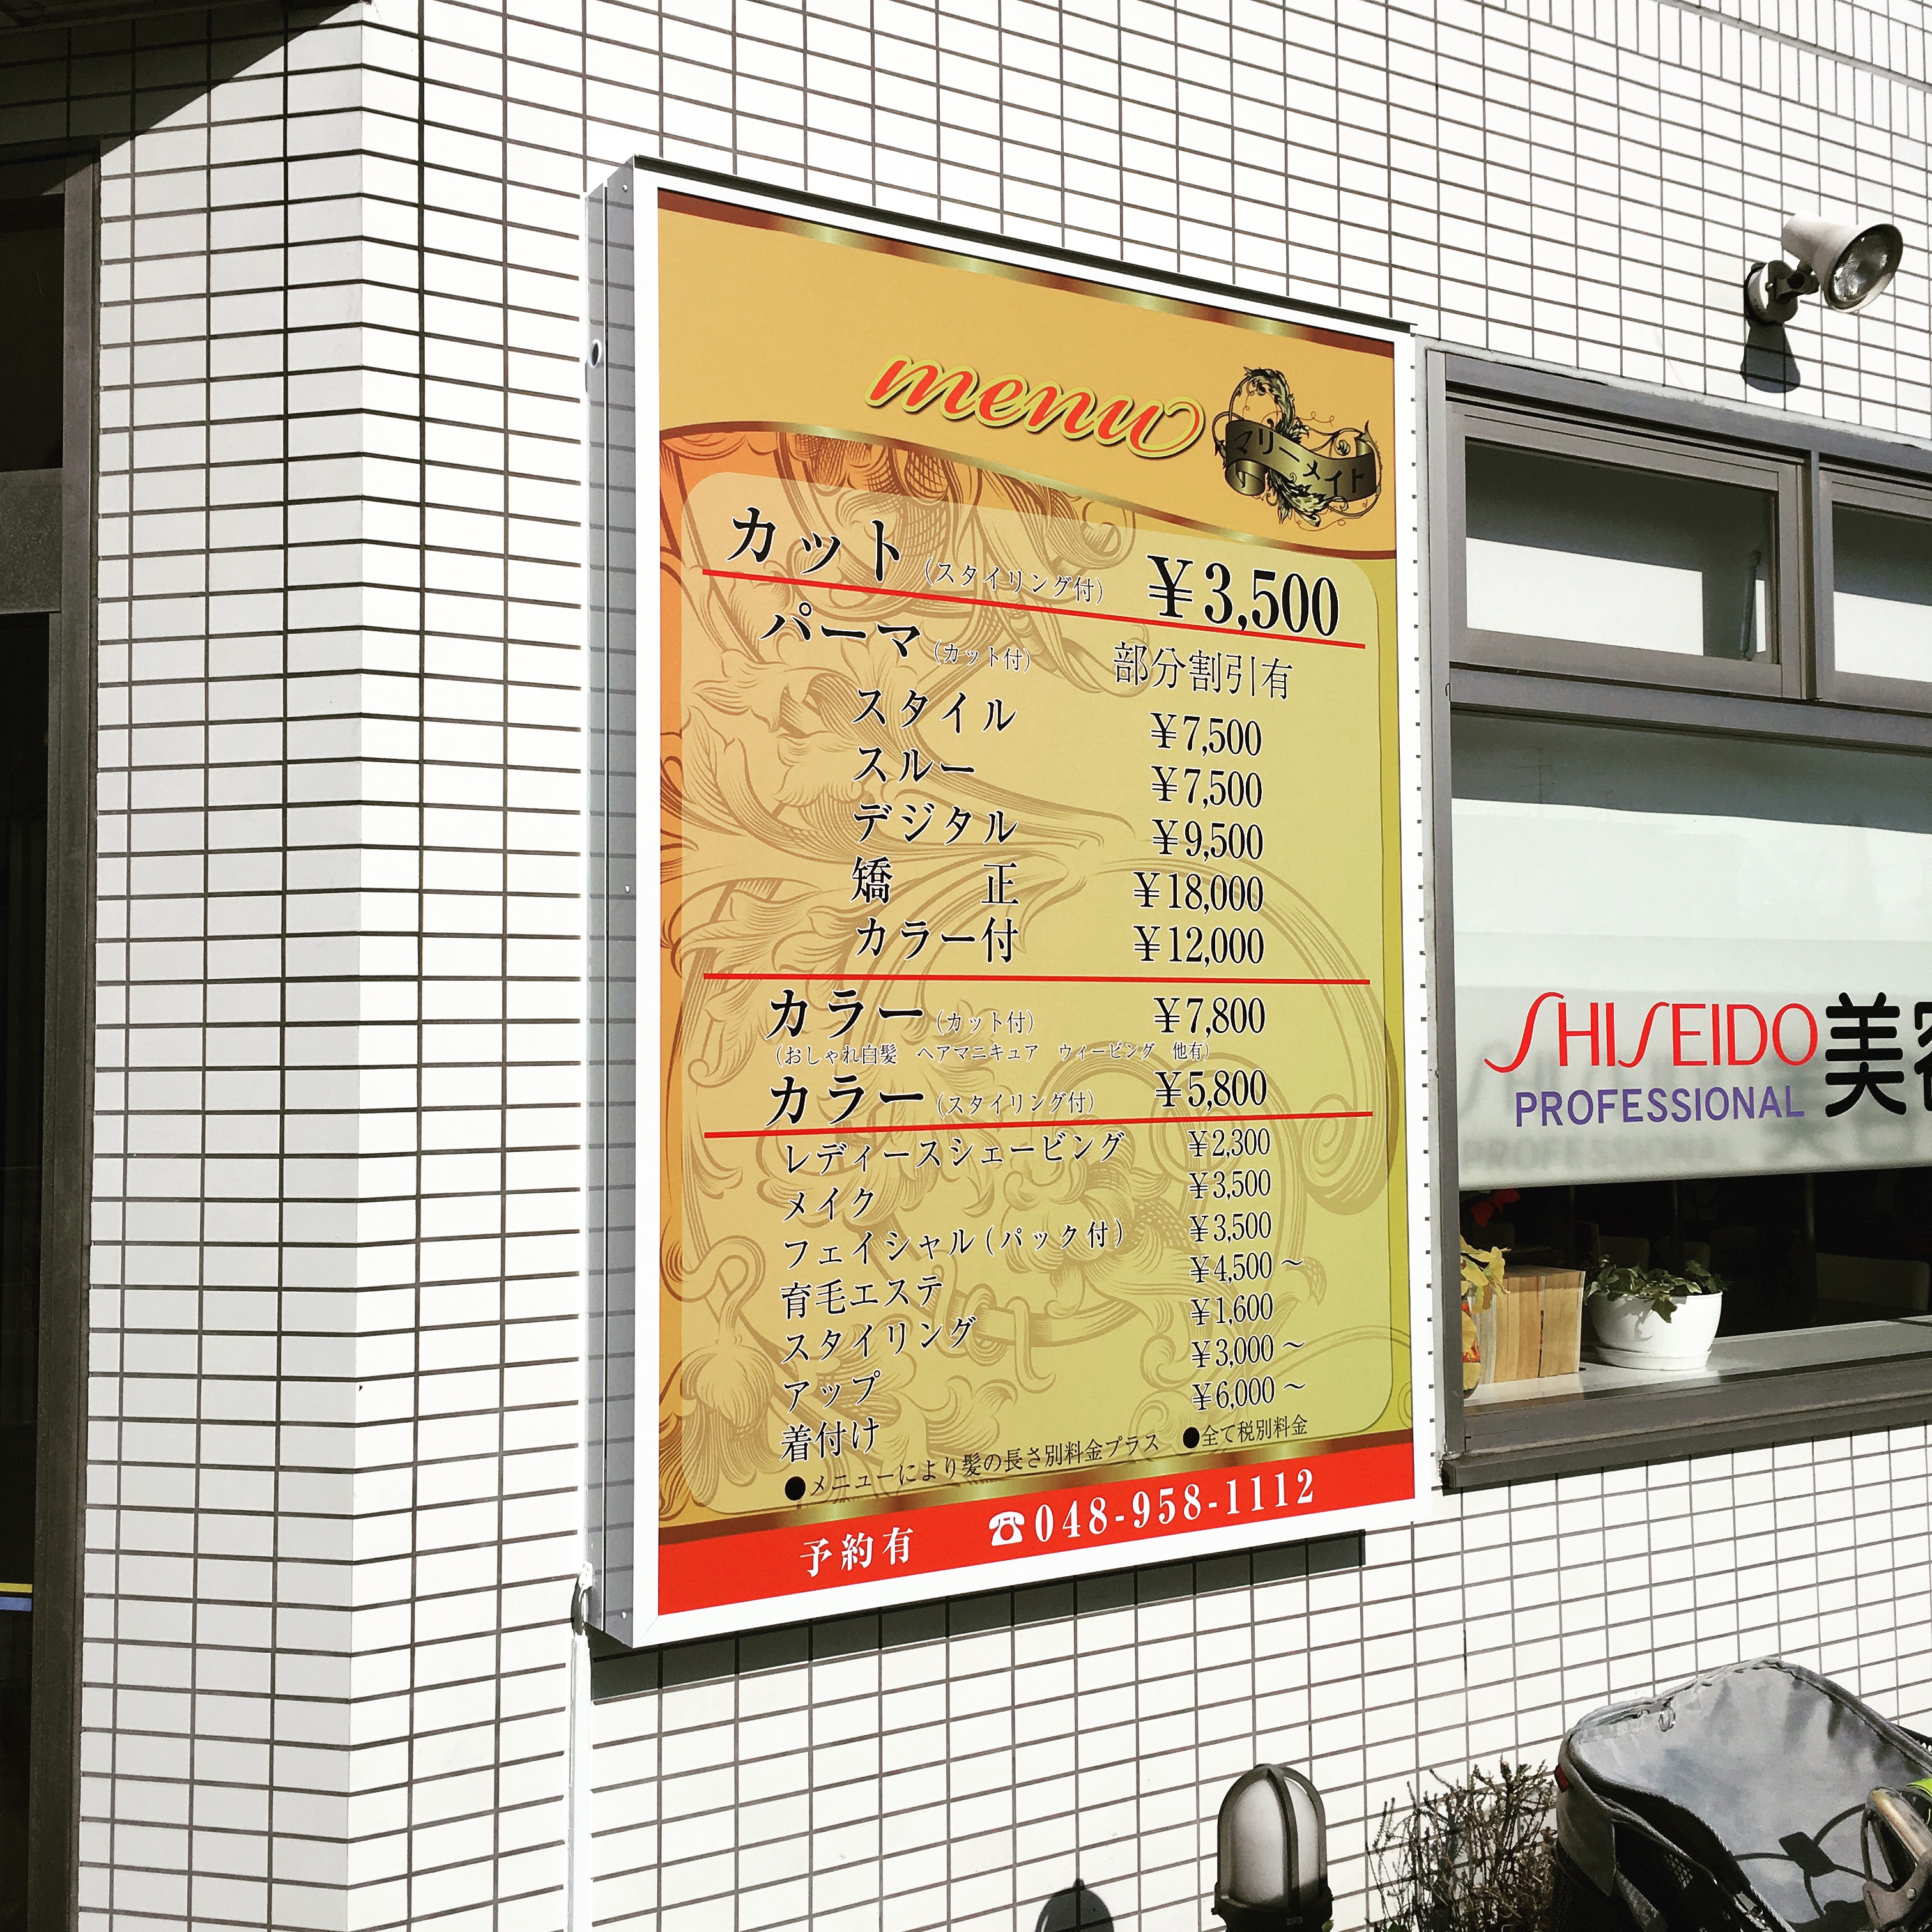 menu
マリーメイト
カット (スタイリング付) ¥3,500
パーマ (カット付) 部分割引有
スタイル ¥7,500
スルー ¥7,500
デジタル ¥9,500
矯正 ¥18,000
カラー付 ¥12,000
カラー (カット付) ¥7,800
(おしゃれ白髪 ヘアマニキュア ウィービング 他有)
カラー (スタイリング付) ¥5,800
レディースシェービング ¥2,300
メイク ¥3,500
フェイシャル(パック付) ¥3,500
育毛エステ ¥4,500～
スタイリング ¥1,600
アップ ¥3,000～
着付け ¥6,000～
●メニューにより髪の長さ別料金プラス ●全て税別料金
予約有 ☎048-958-1112
SHISEIDO
PROFESSIONAL
美